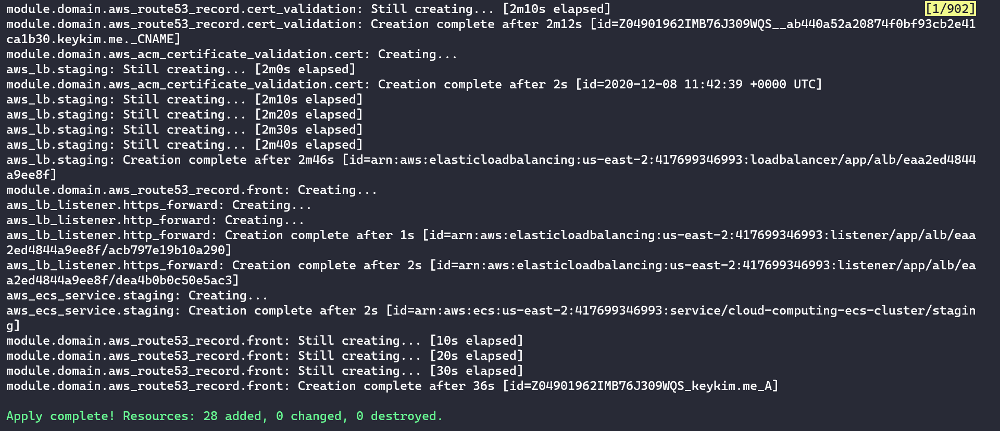 module.domain.aws_route53_record.cert_validation: Still creating... [2m10s elapsed] [1/902]
module.domain.aws_route53_record.cert_validation: Creation complete after 2m12s [id=Z04901962IMB76J309WQS__ab440a52a20874f0bf93cb2e41
ca1b30.keykim.me._CNAME]
module.domain.aws_acm_certificate_validation.cert: Creating...
aws_lb.staging: Still creating... [2m0s elapsed]
module.domain.aws_acm_certificate_validation.cert: Creation complete after 2s [id=2020-12-08 11:42:39 +0000 UTC]
aws_lb.staging: Still creating... [2m10s elapsed]
aws_lb.staging: Still creating... [2m20s elapsed]
aws_lb.staging: Still creating... [2m30s elapsed]
aws_lb.staging: Still creating... [2m40s elapsed]
aws_lb.staging: Creation complete after 2m46s [id=arn:aws:elasticloadbalancing:us-east-2:417699346993:loadbalancer/app/alb/eaa2ed4844
a9ee8f]
module.domain.aws_route53_record.front: Creating...
aws_lb_listener.https_forward: Creating...
aws_lb_listener.http_forward: Creating...
aws_lb_listener.http_forward: Creation complete after 1s [id=arn:aws:elasticloadbalancing:us-east-2:417699346993:listener/app/alb/eaa
2ed4844a9ee8f/acb797e19b10a290]
aws_lb_listener.https_forward: Creation complete after 2s [id=arn:aws:elasticloadbalancing:us-east-2:417699346993:listener/app/alb/ea
a2ed4844a9ee8f/dea4b0b0c50e5ac3]
aws_ecs_service.staging: Creating...
aws_ecs_service.staging: Creation complete after 2s [id=arn:aws:ecs:us-east-2:417699346993:service/cloud-computing-ecs-cluster/stagin
g]
module.domain.aws_route53_record.front: Still creating... [10s elapsed]
module.domain.aws_route53_record.front: Still creating... [20s elapsed]
module.domain.aws_route53_record.front: Still creating... [30s elapsed]
module.domain.aws_route53_record.front: Creation complete after 36s [id=Z04901962IMB76J309WQS_keykim.me_A]
Apply complete! Resources: 28 added, 0 changed, 0 destroyed.